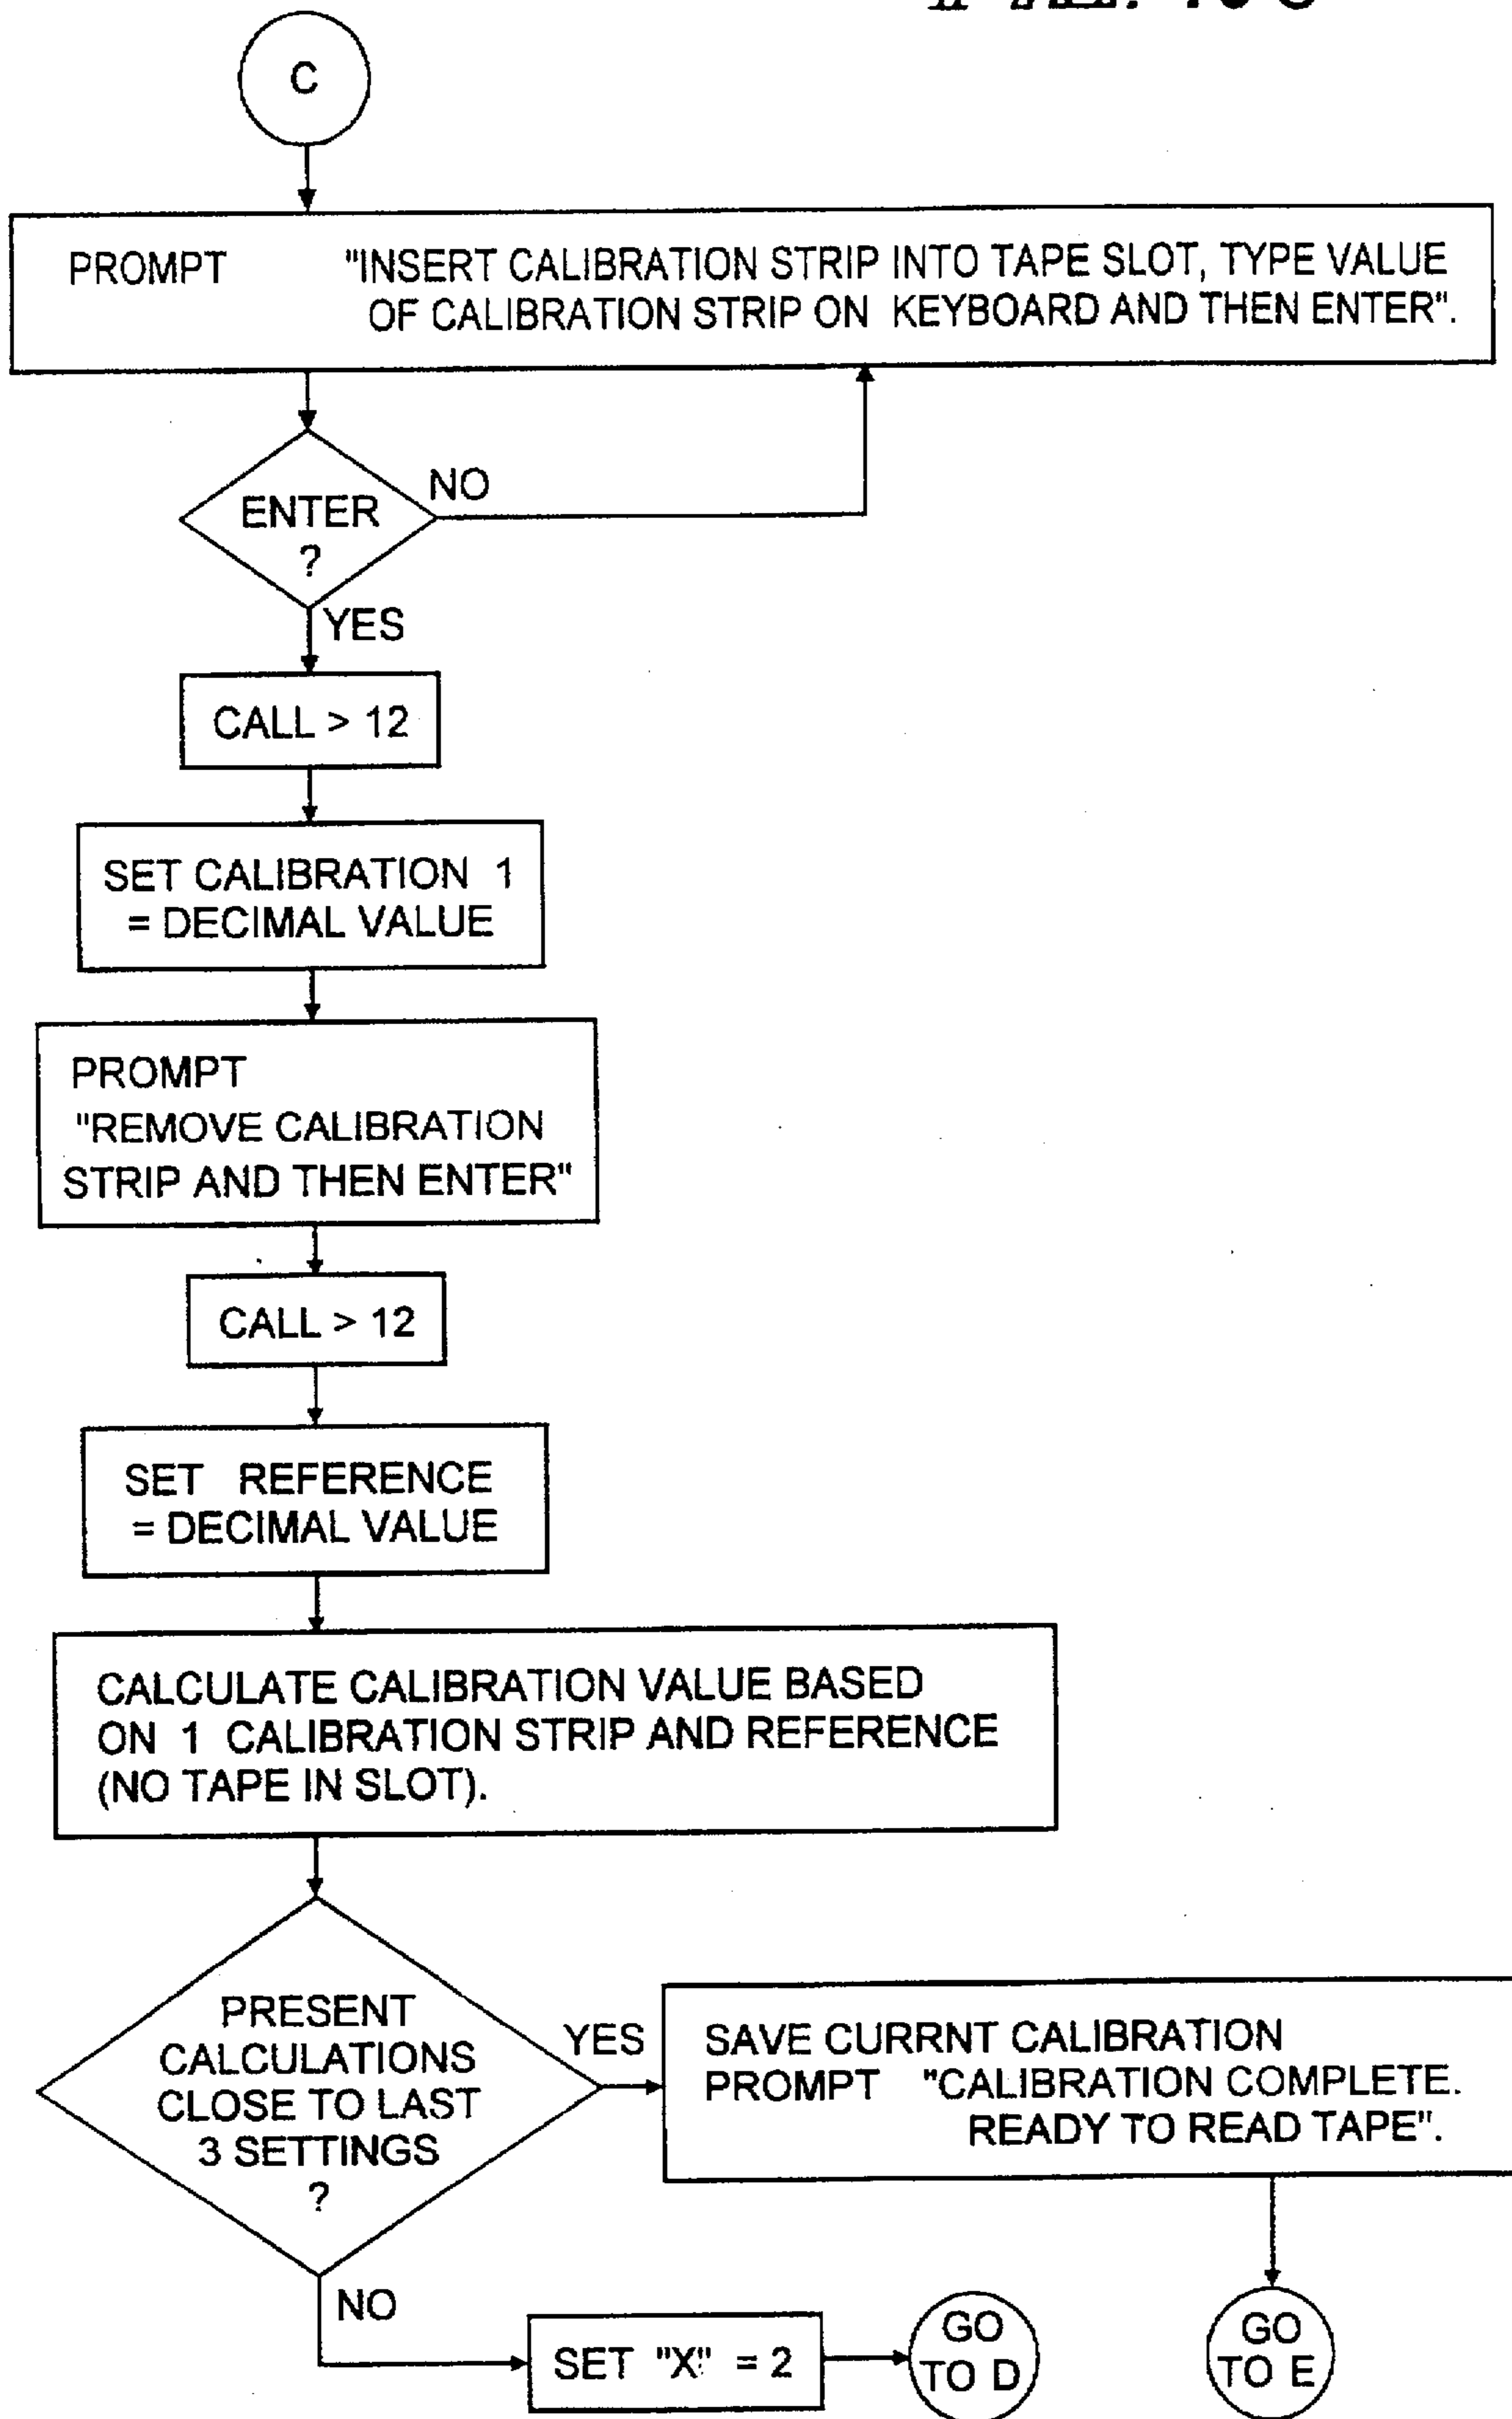 C
PROMPT "INSERT CALIBRATION STRIP INTO TAPE SLOT, TYPE VALUE
OF CALIBRATION STRIP ON KEYBOARD AND THEN ENTER".
ENTER
?
NO
YES
CALL > 12
SET CALIBRATION 1
= DECIMAL VALUE
PROMPT
"REMOVE CALIBRATION
STRIP AND THEN ENTER"
CALL > 12
SET REFERENCE
= DECIMAL VALUE
CALCULATE CALIBRATION VALUE BASED
ON 1 CALIBRATION STRIP AND REFERENCE
(NO TAPE IN SLOT).
PRESENT
CALCULATIONS
CLOSE TO LAST
3 SETTINGS
?
YES
SAVE CURRNT CALIBRATION
PROMPT "CALIBRATION COMPLETE.
READY TO READ TAPE".
NO
SET "X" = 2
GO
TO D
GO
TO E